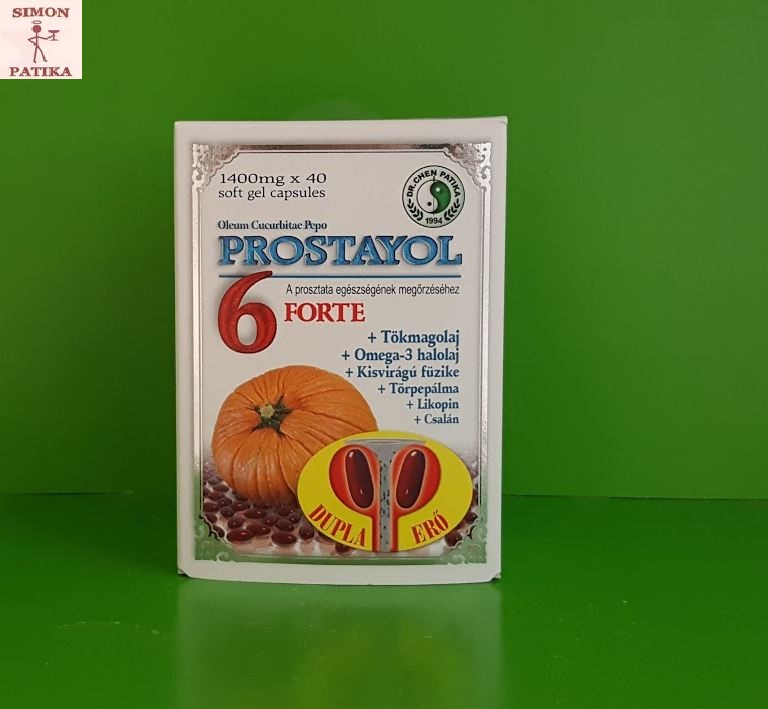 SIMON
PATIKA
1400mg x 40
soft gel capsules
DR.CHEN PATIKA
1994
Oleum Cucurbitae Pepo
PROSTAYOL
A prosztata egészségének megőrzéséhez
6 FORTE
+ Tökmagolaj
+ Omega-3 halolaj
+ Kisvirágú füzike
+ Törpepálma
+ Likopin
+ Csalán
DUPLA ERŐ